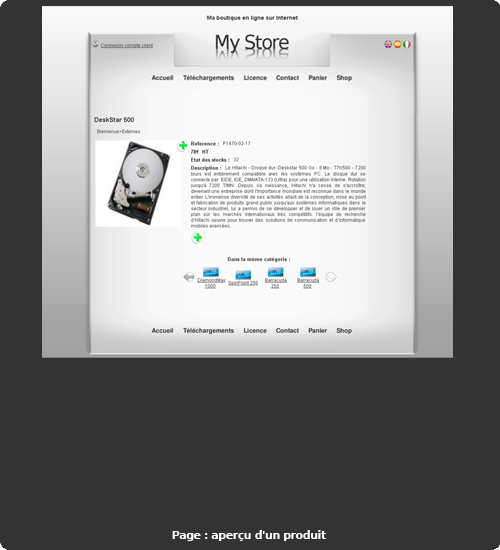 Ma boutique en ligne sur internet
Connexion compte client
My Store
Accueil Téléchargements Licence Contact Panier Shop
DeskStar 500
Bienvenue>Externes
Reference : P1470-02-17
HT
Etat des stocks : 32
Description : Le Hitachi - Disque dur -Deskstar 500 Go - 8 Mo - T7K500 - 7200
tours est entièrement compatible avec les systèmes PC. Le disque dur se
connecte par: EIDE, IDE, DMA/ATA-133 (Ultra) pour une utilisation interne. Rotation
jusqu'à 7200 T/MN. Depuis sa naissance, Hitachi n'a cessé de s'accroître,
devenant une entreprise dont l'importance mondiale est reconnue dans le monde
entier. L'immense diversité de ses activités allant de la conception, mise au point
et fabrication de produits grand public jusqu'aux systèmes informatiques dans le
secteur industriel, lui a permis de se développer et de jouer un rôle de premier
plan sur les marchés internationaux très compétitifs. l'équipe de recherche
d'Hitachi oeuvre pour trouver des solutions de communication et d'informatique
mobiles avancées.
Dans la même catégorie :
DiamondMax 1000
SpinPoint 250
Barracuda 250
Barracuda 500
Accueil Téléchargements Licence Contact Panier Shop
Page : aperçu d'un produit